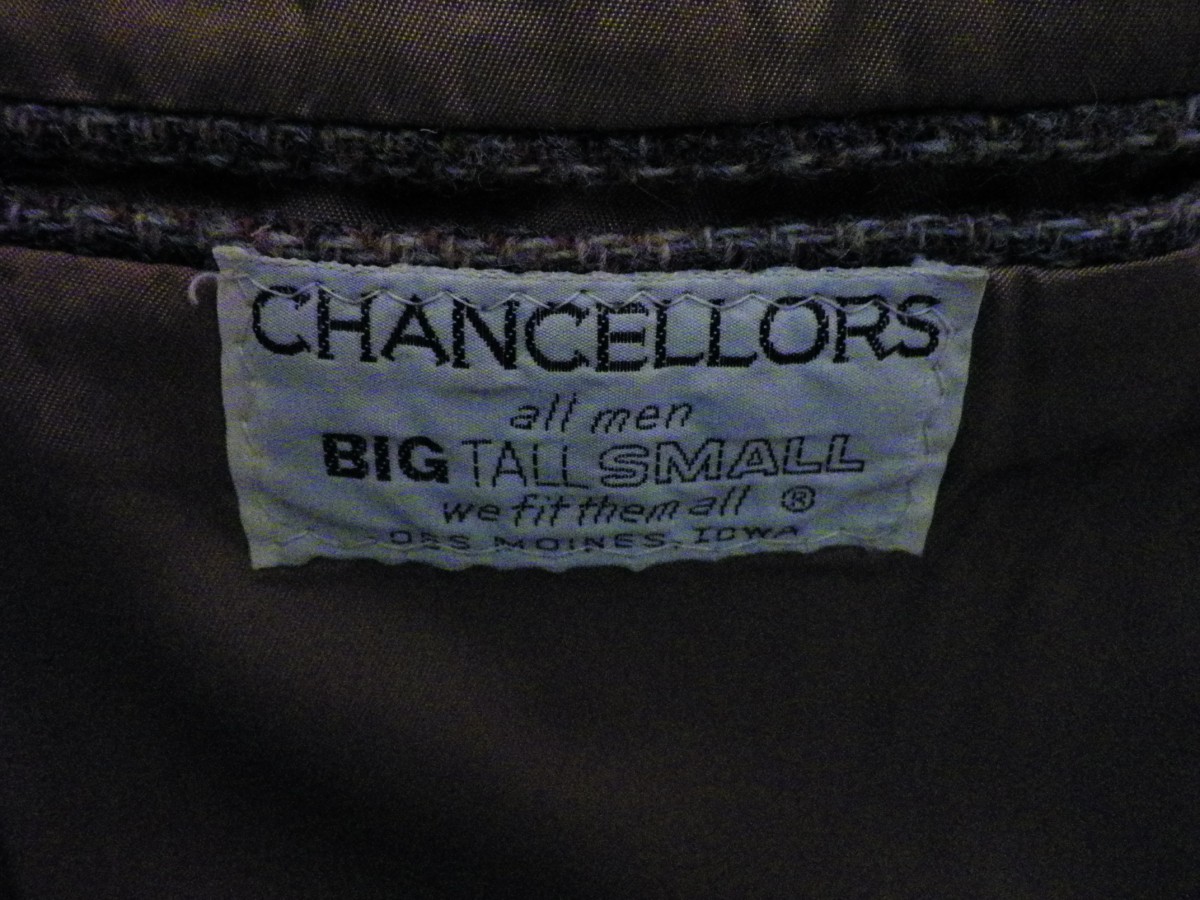 CHANCELLORS
all men
BIG TALL SMALL
we fit them all ®
DES MOINES, IOWA